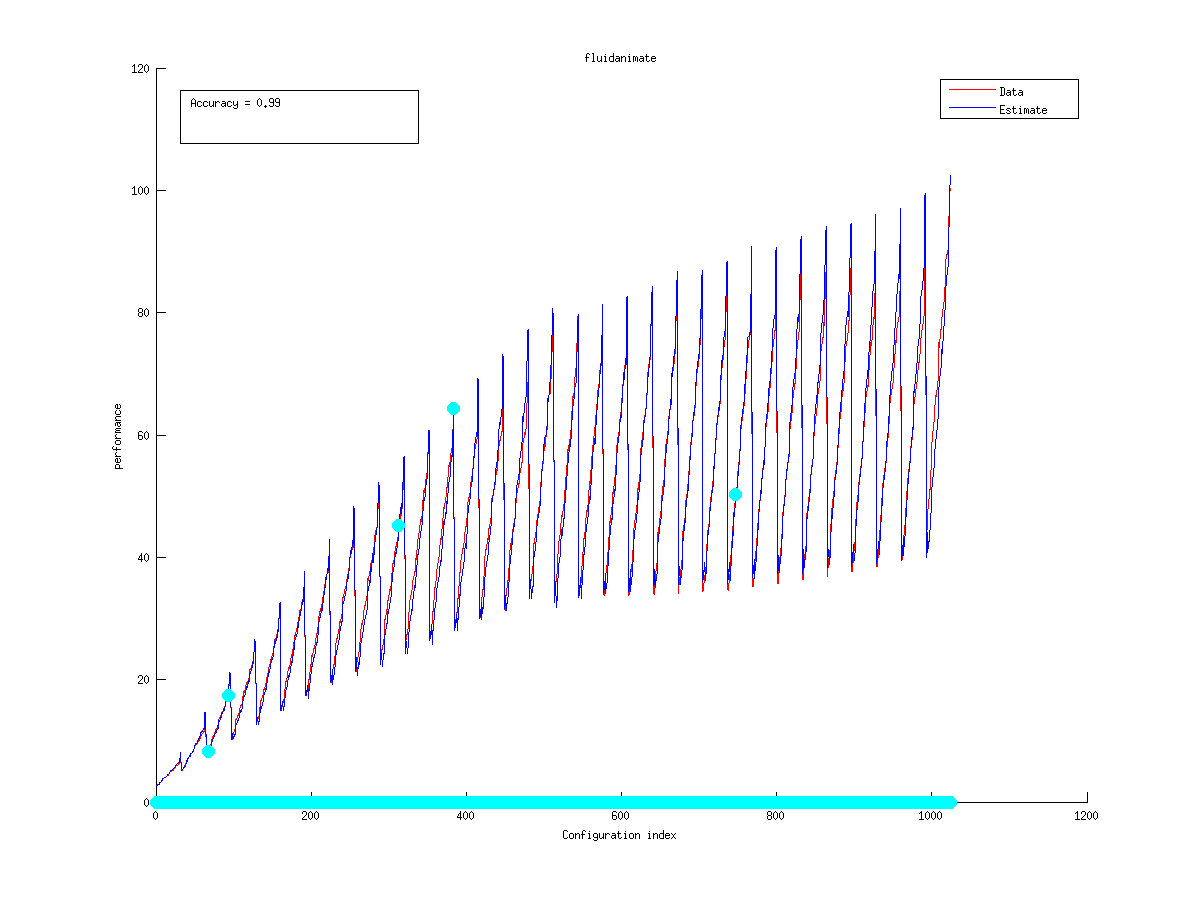 fluidanimate
120
Accuracy = 0.99
Data
Estimate
100
80
60
performance
40
20
0
0 200 400 600 800 1000 1200
Configuration index